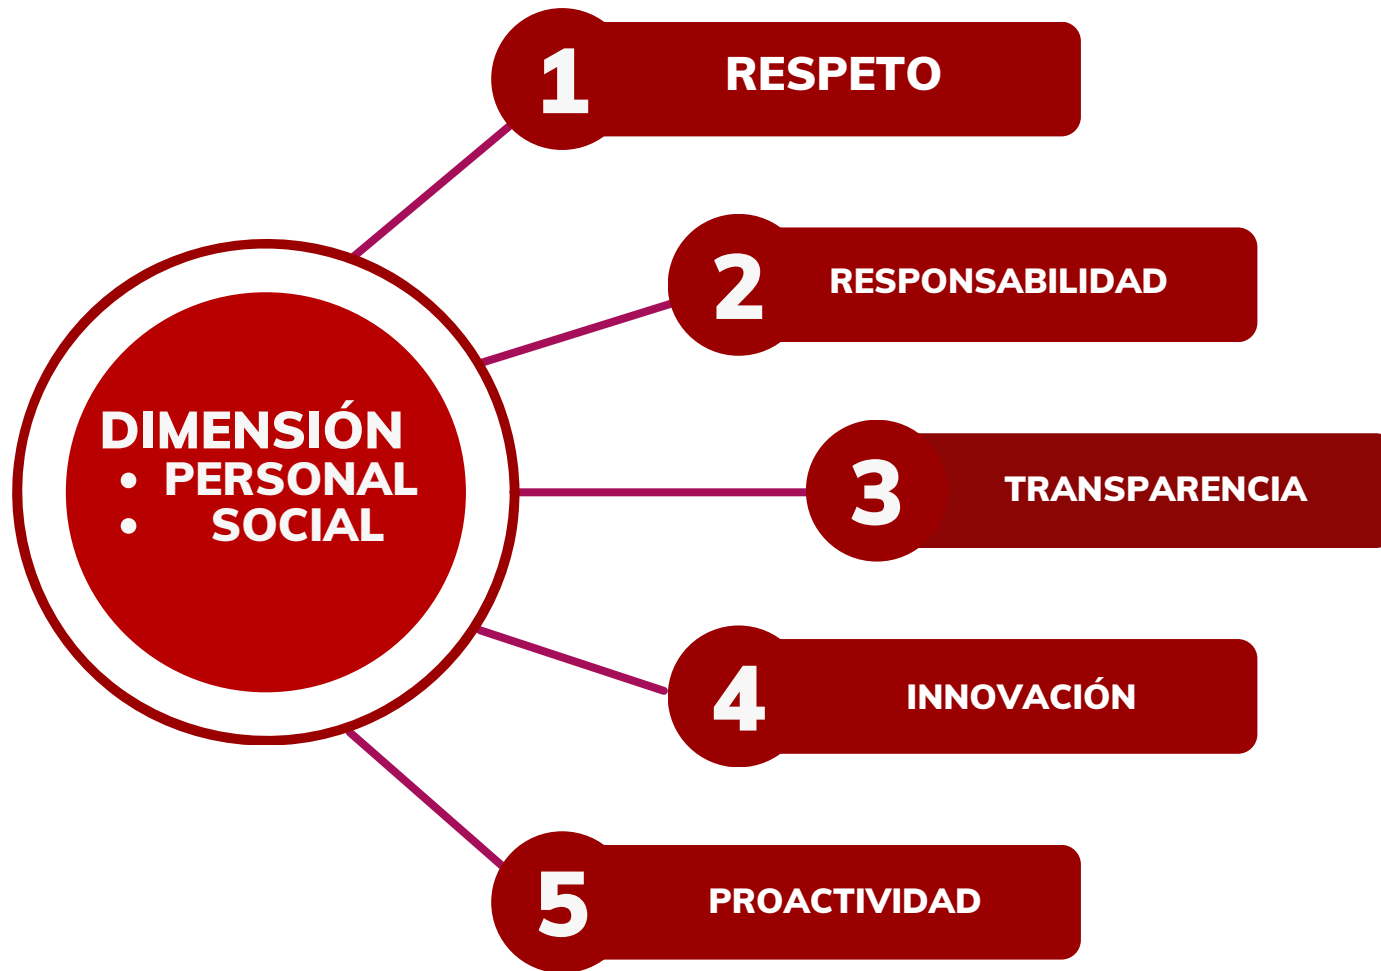 1
RESPETO
2
RESPONSABILIDAD
DIMENSIÓN
• PERSONAL
• SOCIAL
3
TRANSPARENCIA
4
INNOVACIÓN
5
PROACTIVIDAD